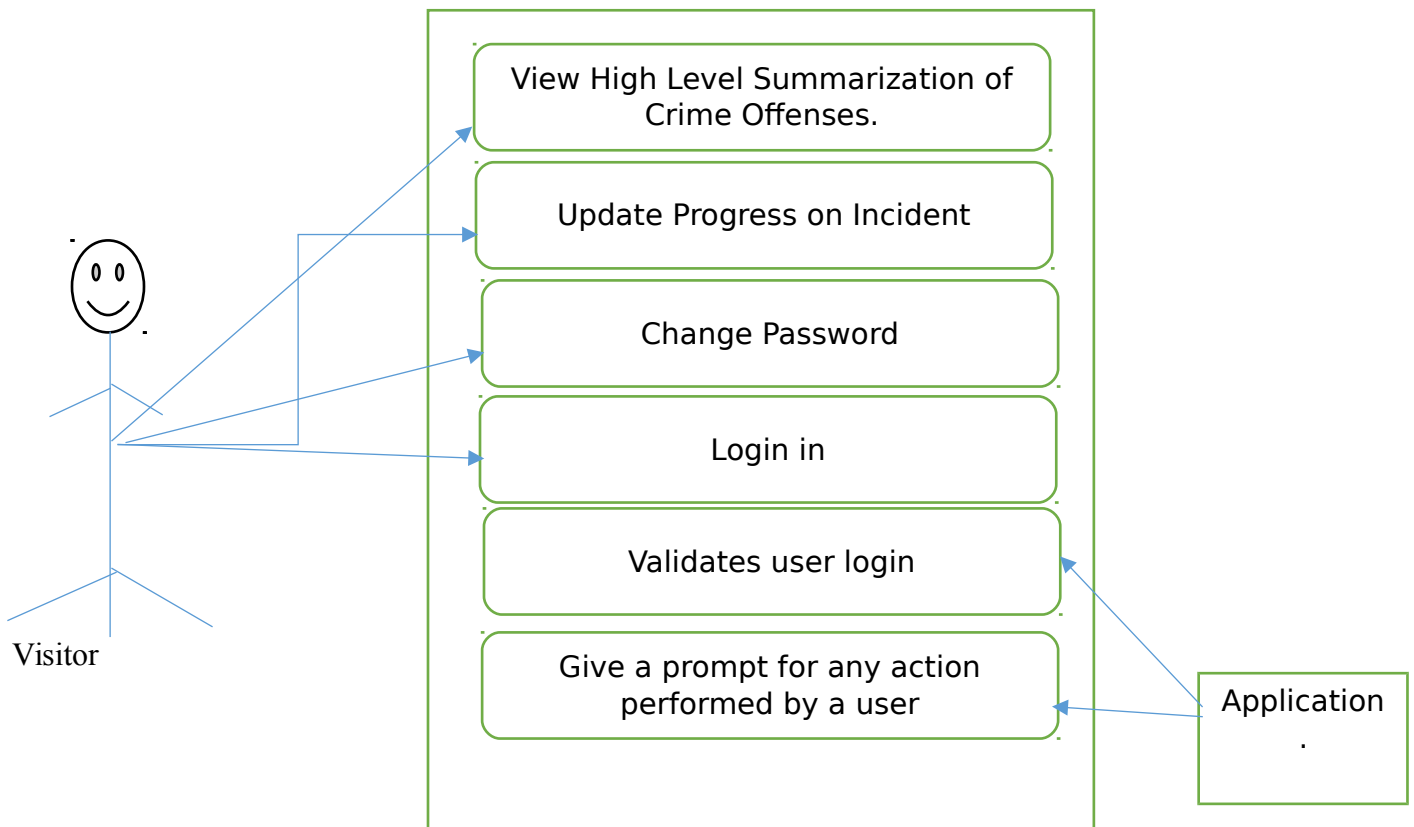 View High Level Summarization of
Crime Offenses.
Update Progress on Incident
Change Password
Login in
Validates user login
Give a prompt for any action
performed by a user
Visitor
Application
.